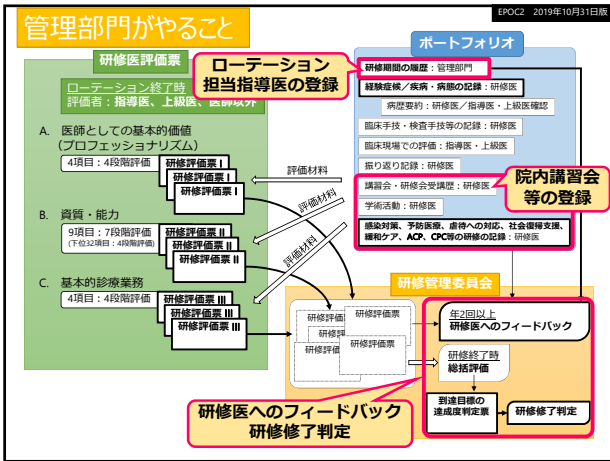 EPOC2 2019年10月31日版
管理部門がやること
研修医評価票
ローテーション終了時
評価者：指導医、上級医、医師以外
A. 医師としての基本的価値
（プロフェッショナリズム）
4項目：4段階評価
研修評価票 I
研修評価票 I
研修評価票 I
B. 資質・能力
9項目：7段階評価
(下位32項目：4段階評価)
研修評価票 II
研修評価票 II
研修評価票 II
C. 基本的診療業務
4項目：4段階評価
研修評価票 III
研修評価票 III
研修評価票 III
ローテーション
担当指導医の登録
評価材料
評価材料
評価材料
ポートフォリオ
研修期間の履歴：管理部門
経験症候／疾病・病態の記録：研修医
病歴要約：研修医／指導医・上級医確認
臨床手技・検査手技等の記録：研修医
臨床現場での評価：指導医・上級医
振り返り記録：研修医
講習会・研修会受講歴：研修医
学術活動：研修医
感染対策、予防医療、虐待への対応、社会復帰支援、
緩和ケア、ACP、CPC等の研修の記録：研修医
院内講習会
等の登録
研修管理委員会
研修評価票
研修評価票
研修評価票
研修評価票
研修評価票
年2回以上
研修医へのフィードバック
研修終了時
総括評価
到達目標の
達成度判定票
研修修了判定
研修医へのフィードバック
研修修了判定